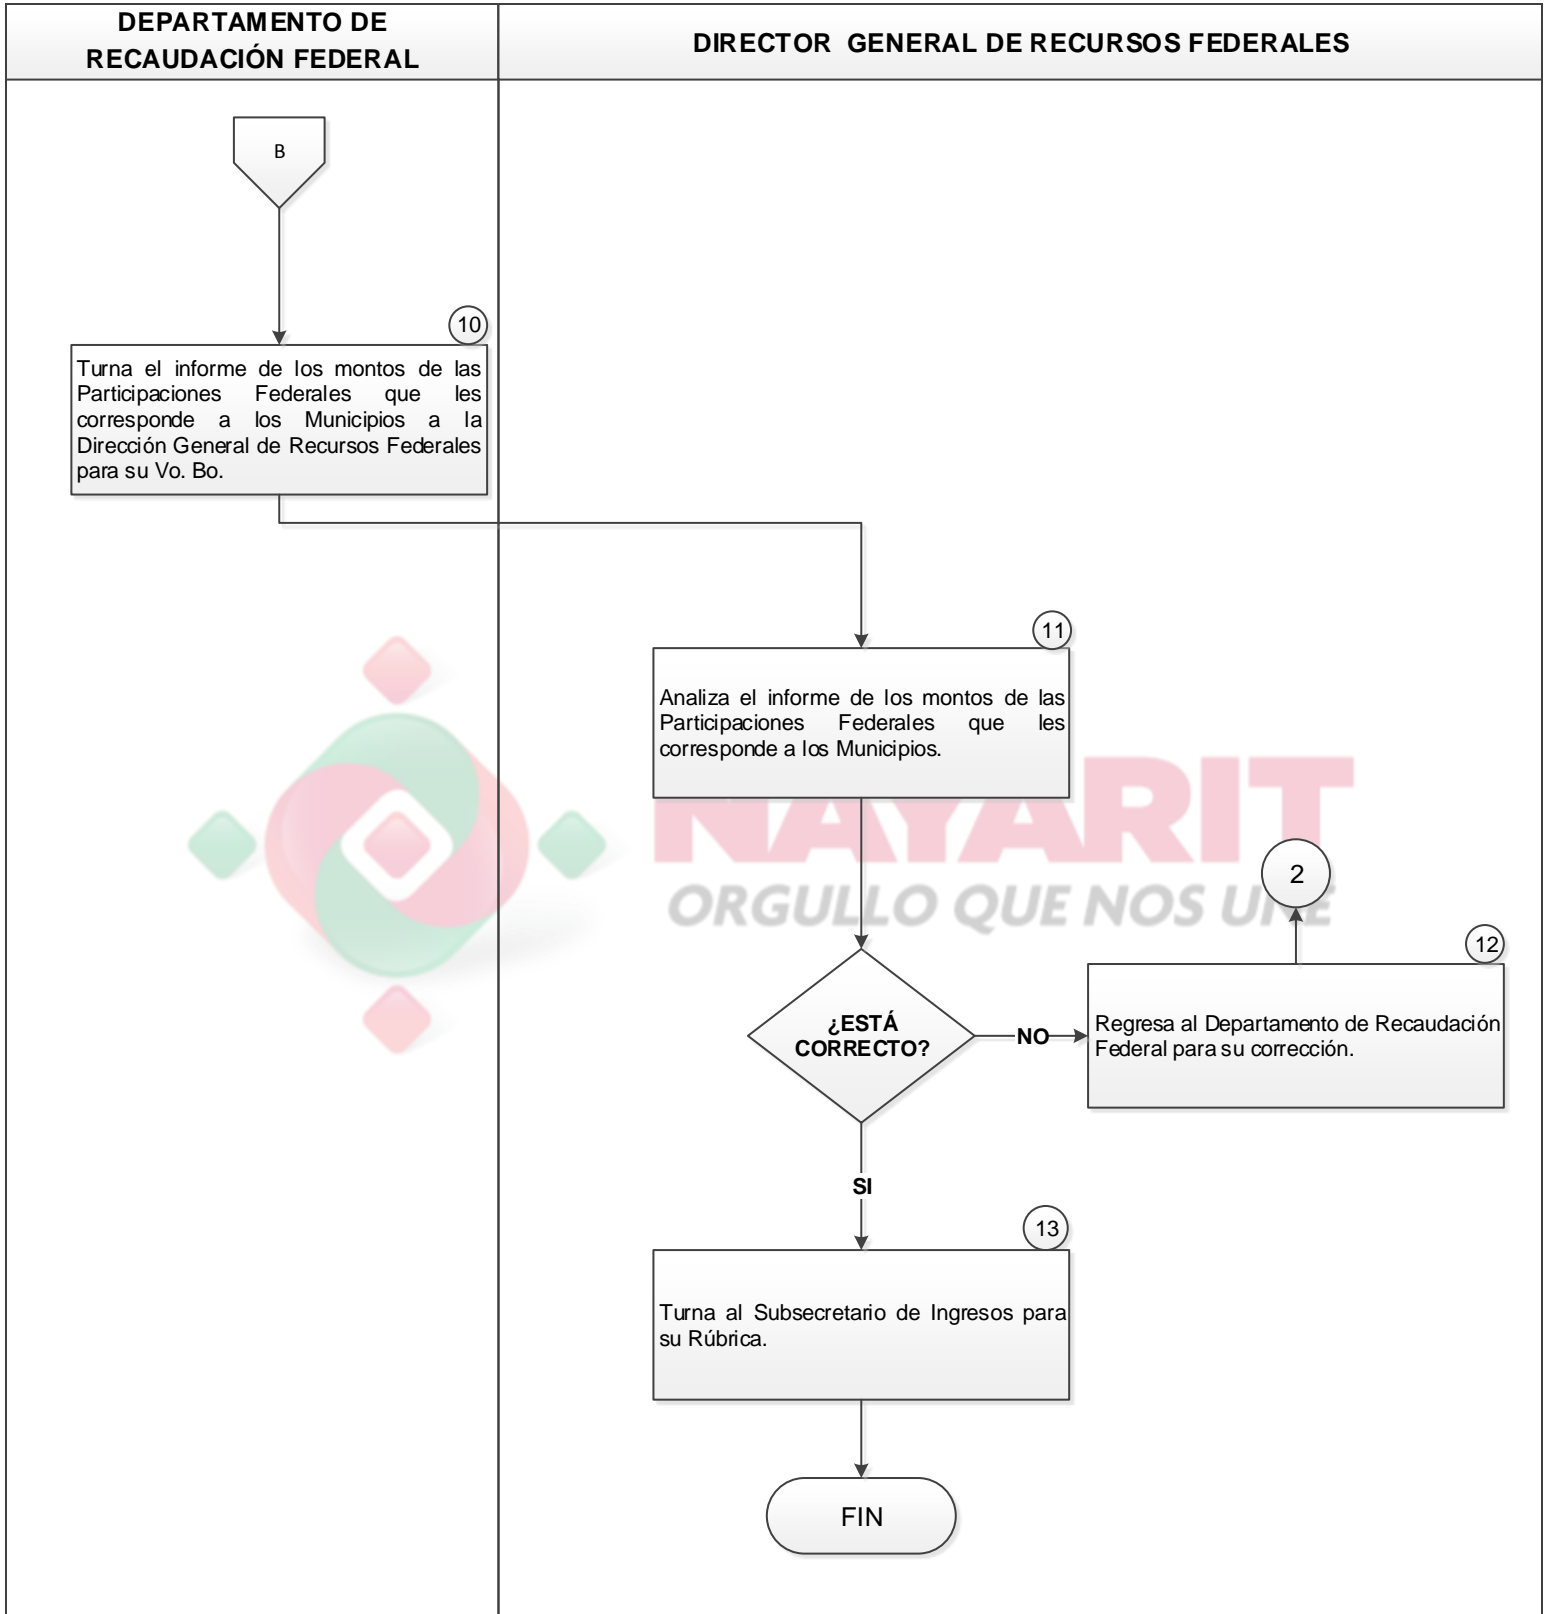 DEPARTAMENTO DE
RECAUDACIÓN FEDERAL
DIRECTOR GENERAL DE RECURSOS FEDERALES
B
10
Turna el informe de los montos de las
Participaciones Federales que les
corresponde a los Municipios a la
Dirección General de Recursos Federales
para su Vo. Bo.
11
Analiza el informe de los montos de las
Participaciones Federales que les
corresponde a los Municipios.
NAYARIT
ORGULLO QUE NOS UNE
2
12
Regresa al Departamento de Recaudación
Federal para su corrección.
¿ESTÁ
CORRECTO?
NO
SI
13
Turna al Subsecretario de Ingresos para
su Rúbrica.
FIN